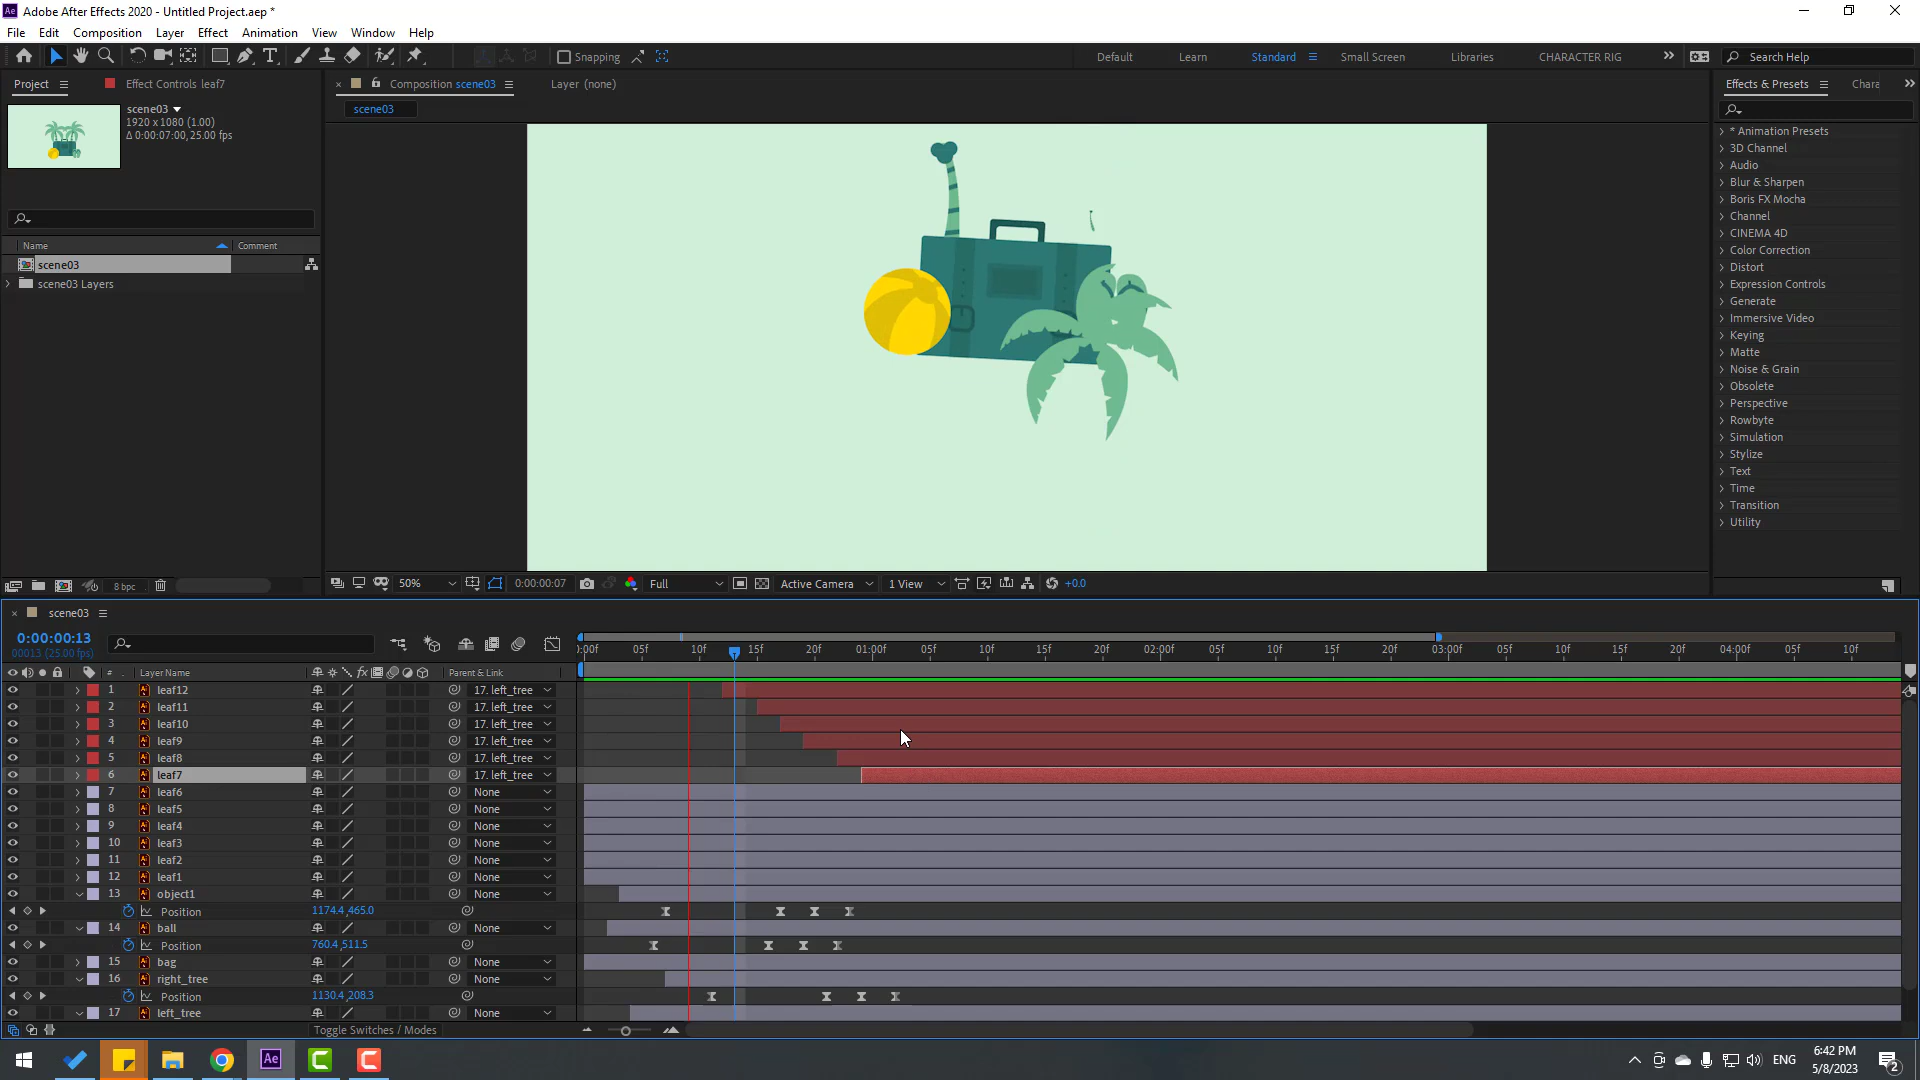 Ae Adobe After Effects 2020 - Untitled Project.aep *
File Edit Composition Layer Effect Animation View Window Help
Snapping Default Learn Standard Small Screen Libraries CHARACTER RIG Search Help
Project Effect Controls leaf7 Composition scene03 Layer (none) Effects & Presets Chara
scene03 scene03
1920 x 1080 (1.00)
Δ 0:00:07:00, 25.00 fps
Name Comment
scene03
scene03 Layers
* Animation Presets
3D Channel
Audio
Blur & Sharpen
Boris FX Mocha
Channel
CINEMA 4D
Color Correction
Distort
Expression Controls
Generate
Immersive Video
Keying
Matte
Noise & Grain
Obsolete
Perspective
Rowbyte
Simulation
Stylize
Text
Time
Transition
Utility
8 bpc 50% 0:00:00:07 Full Active Camera 1 View +0.0
scene03
0:00:00:13
00013 (25.00 fps)
:00f 05f 10f 15f 20f 01:00f 05f 10f 15f 20f 02:00f 05f 10f 15f 20f 03:00f 05f 10f 15f 20f 04:00f 05f 10f
# Layer Name fx Parent & Link
1 leaf12 17. left_tree
2 leaf11 17. left_tree
3 leaf10 17. left_tree
4 leaf9 17. left_tree
5 leaf8 17. left_tree
6 leaf7 17. left_tree
7 leaf6 None
8 leaf5 None
9 leaf4 None
10 leaf3 None
11 leaf2 None
12 leaf1 None
13 object1 None
Position 1174.4,465.0
14 ball None
Position 760.4,511.5
15 bag None
16 right_tree None
Position 1130.4,208.3
17 left_tree None
Toggle Switches / Modes
Ae C C ENG 6:42 PM
5/8/2023 2